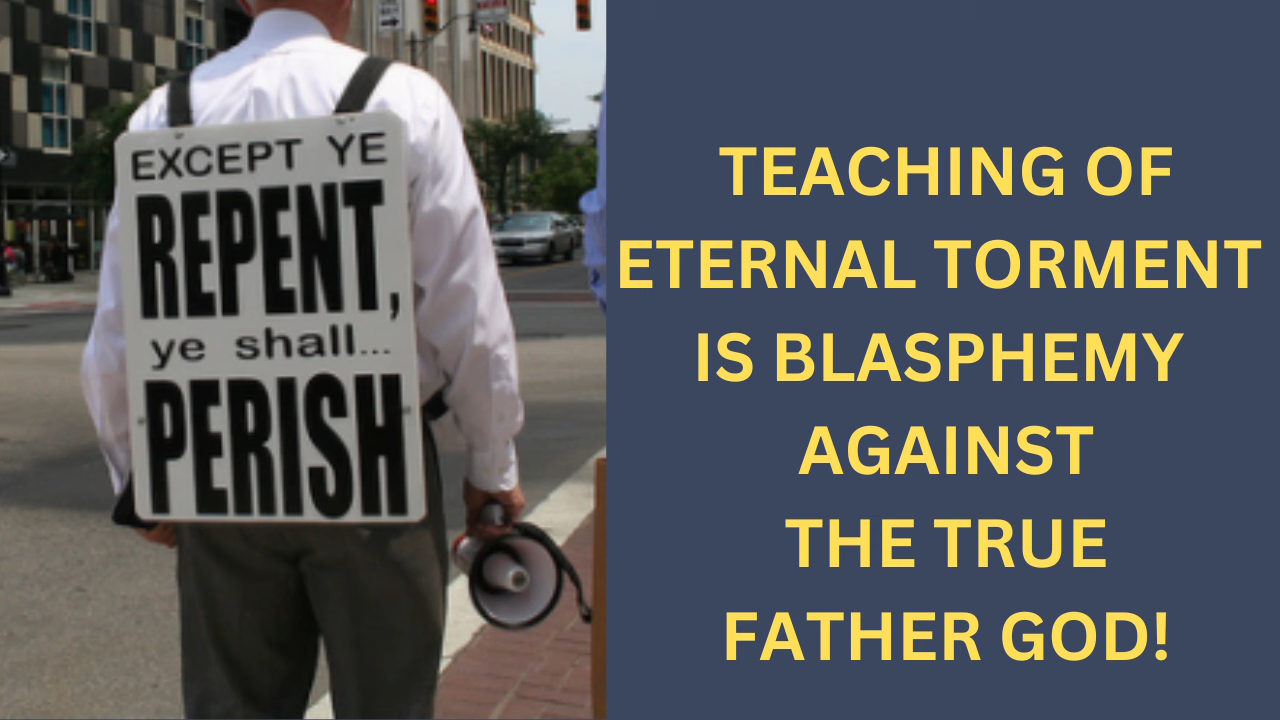 EXCEPT YE
REPENT,
ye shall...
PERISH
TEACHING OF
ETERNAL TORMENT
IS BLASPHEMY
AGAINST
THE TRUE
FATHER GOD!